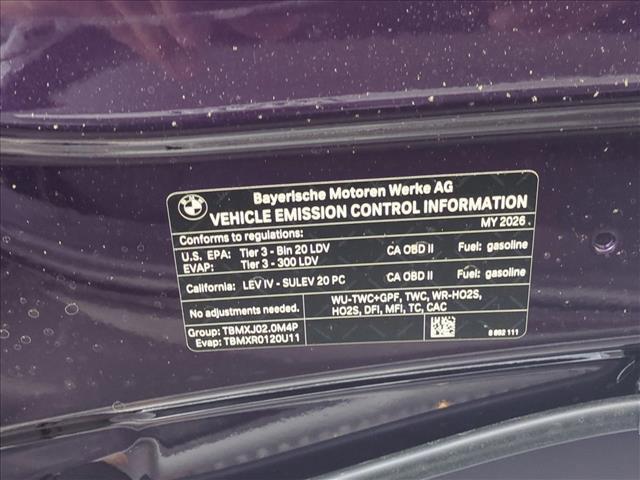 BMW
Bayerische Motoren Werke AG
VEHICLE EMISSION CONTROL INFORMATION
MY 2026
Conforms to regulations:
U.S. EPA: Tier 3 - Bin 20 LDV CA OBD II Fuel: gasoline
EVAP: Tier 3 - 300 LDV
California: LEV IV - SULEV 20 PC CA OBD II Fuel: gasoline
No adjustments needed.
WU-TWC+GPF, TWC, WR-HO2S,
HO2S, DFI, MFI, TC, CAC
Group: TBMXJ02.0M4P
Evap: TBMXR0120U11